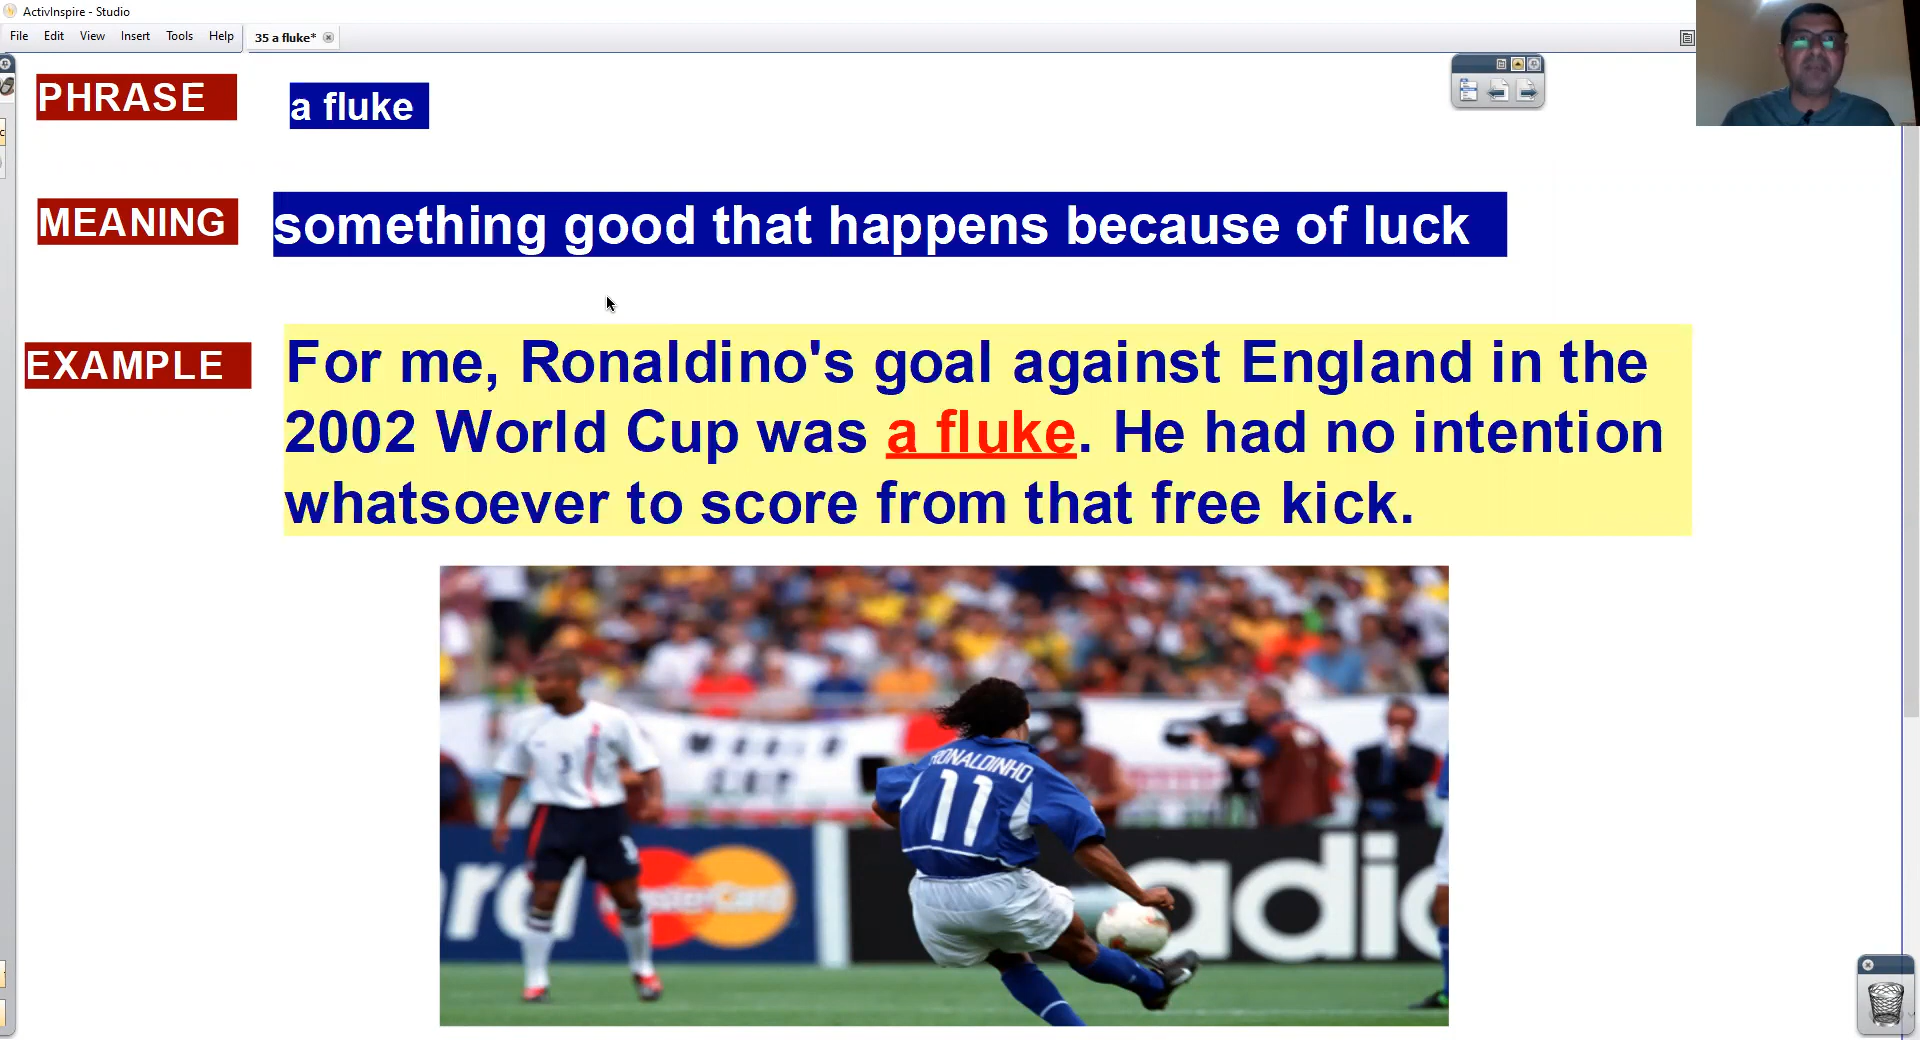 ActivInspire - Studio
File Edit View Insert Tools Help 35 a fluke*
PHRASE a fluke
MEANING something good that happens because of luck
EXAMPLE For me, Ronaldino's goal against England in the
2002 World Cup was a fluke. He had no intention
whatsoever to score from that free kick.
RONALDINHO
11
3
MasterCard
adid